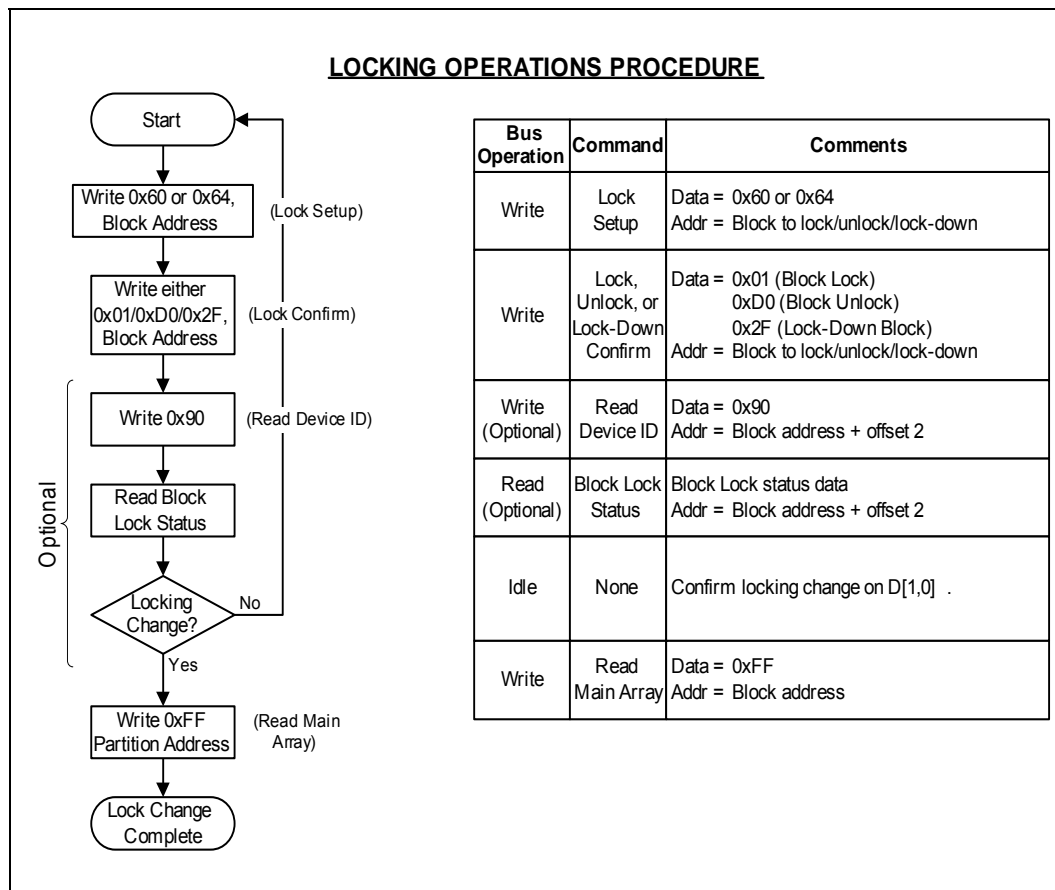 LOCKING OPERATIONS PROCEDURE
Start
Write 0x60 or 0x64,
Block Address
(Lock Setup)
Write either
0x01/0xD0/0x2F,
Block Address
(Lock Confirm)
Write 0x90
(Read Device ID)
Read Block
Lock Status
Optional
Locking
Change?
No
Yes
Write 0xFF
Partition Address
(Read Main
Array)
Lock Change
Complete
Bus
Operation
Command
Comments
Write
Lock
Setup
Data = 0x60 or 0x64
Addr = Block to lock/unlock/lock-down
Write
Lock,
Unlock, or
Lock-Down
Confirm
Data = 0x01 (Block Lock)
0xD0 (Block Unlock)
0x2F (Lock-Down Block)
Addr = Block to lock/unlock/lock-down
Write
(Optional)
Read
Device ID
Data = 0x90
Addr = Block address + offset 2
Read
(Optional)
Block Lock
Status
Block Lock status data
Addr = Block address + offset 2
Idle
None
Confirm locking change on D[1,0] .
Write
Read
Main Array
Data = 0xFF
Addr = Block address